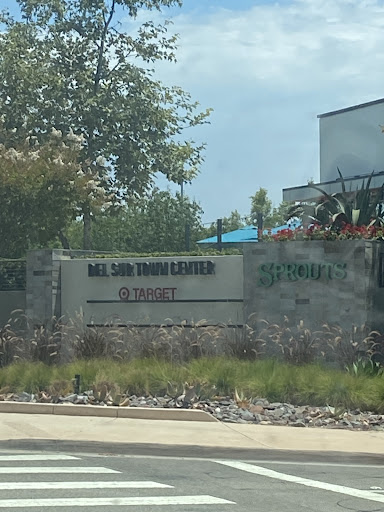 DEL SUR TOWN CENTER
SPROUTS
TARGET